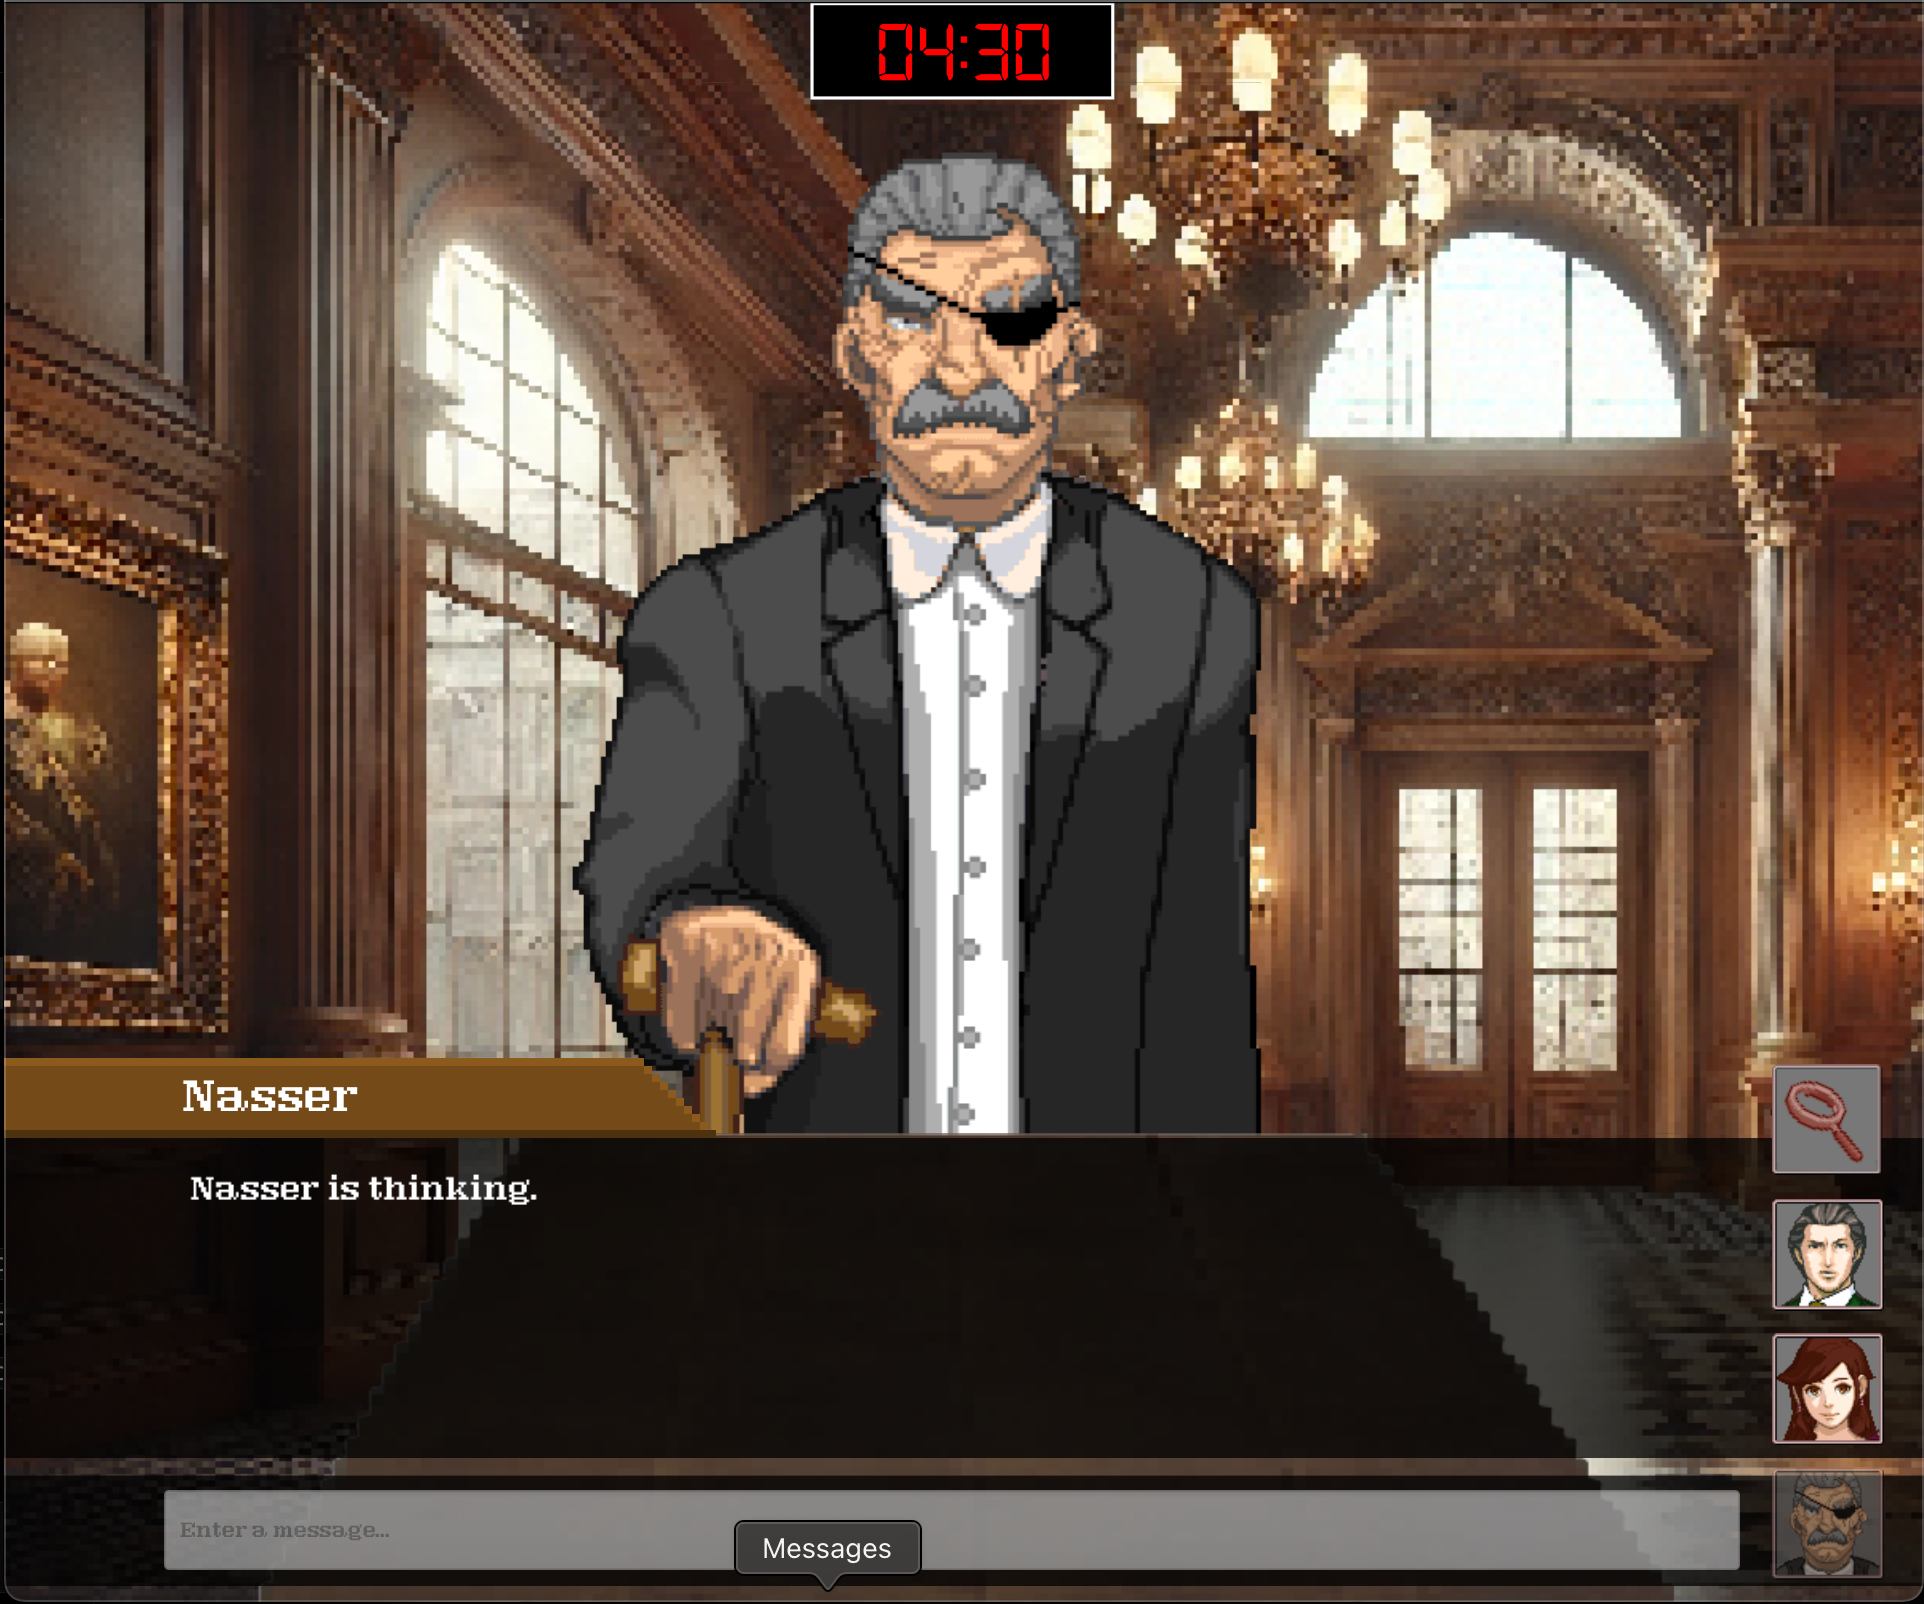 04:30
Nasser
Nasser is thinking.
Enter a message...
Messages